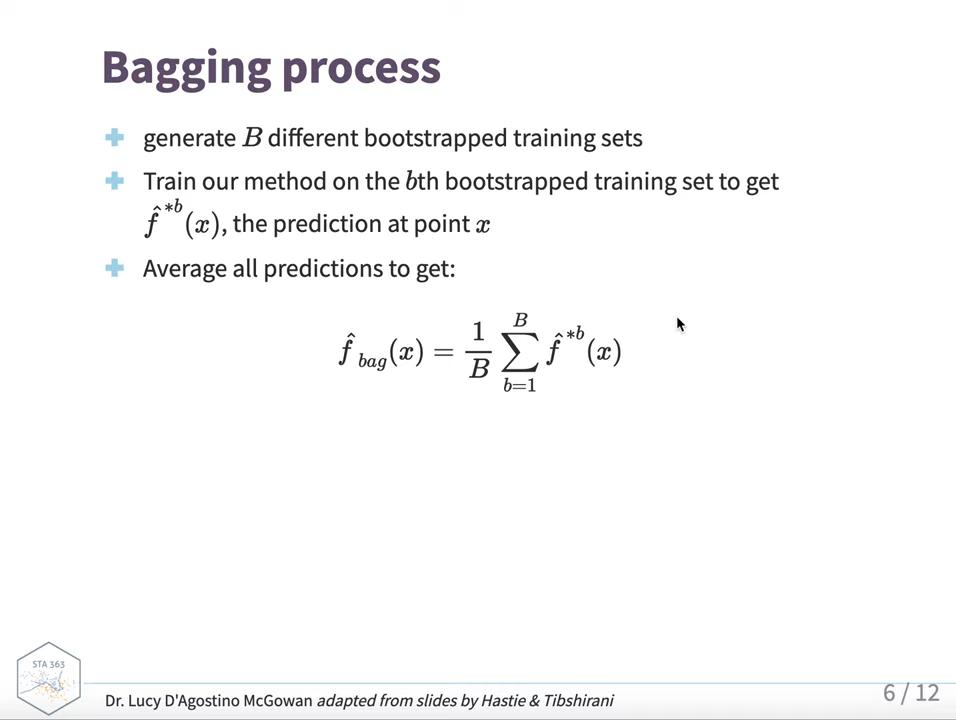 Bagging process
generate B different bootstrapped training sets
Train our method on the bth bootstrapped training set to get
f̂*ᵇ(x), the prediction at point x
Average all predictions to get:
f̂_bag(x) = 1/B ∑_{b=1}^{B} f̂*ᵇ(x)
STA 363
Dr. Lucy D'Agostino McGowan adapted from slides by Hastie & Tibshirani
6 / 12